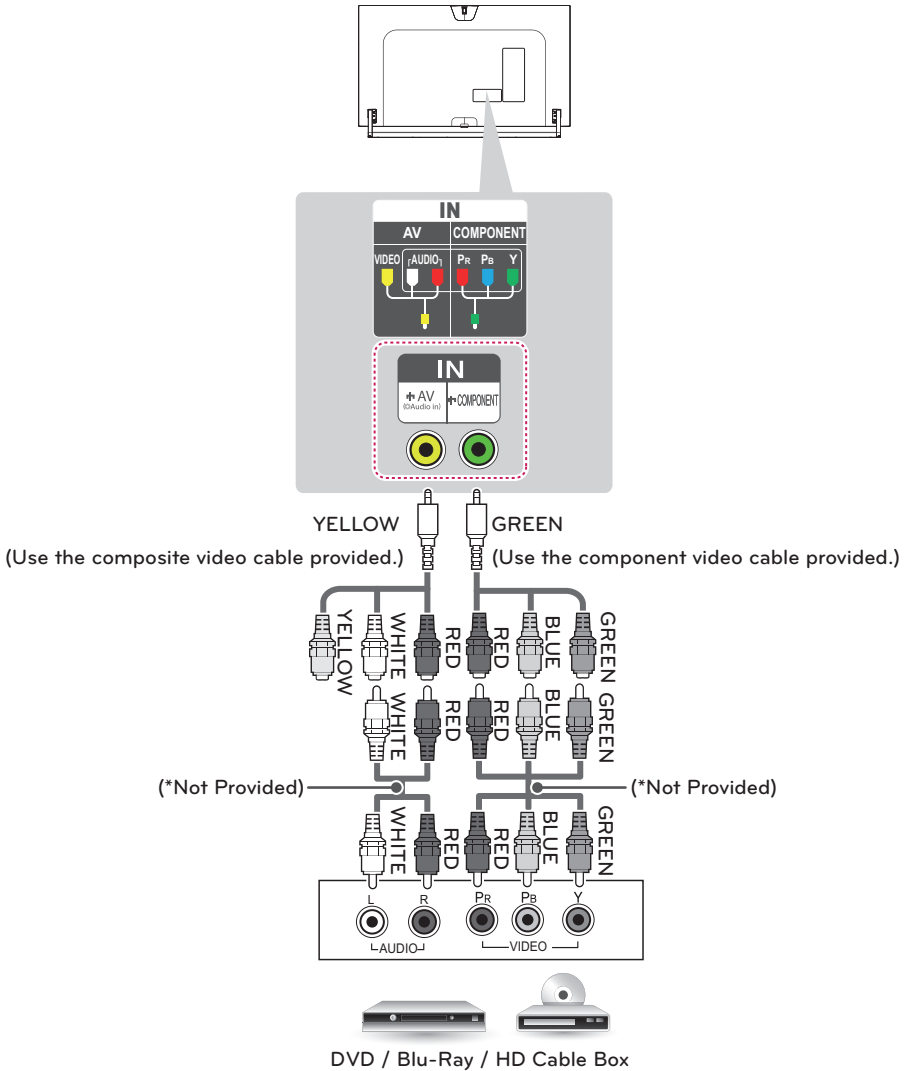 IN
AV COMPONENT
VIDEO AUDIO PR PB Y
IN
AV COMPONENT
(Audio in)
YELLOW GREEN
(Use the composite video cable provided.) (Use the component video cable provided.)
YELLOW WHITE RED RED BLUE GREEN
WHITE RED RED BLUE GREEN
(*Not Provided) (*Not Provided)
WHITE RED RED BLUE GREEN
L R PR PB Y
AUDIO VIDEO
DVD / Blu-Ray / HD Cable Box